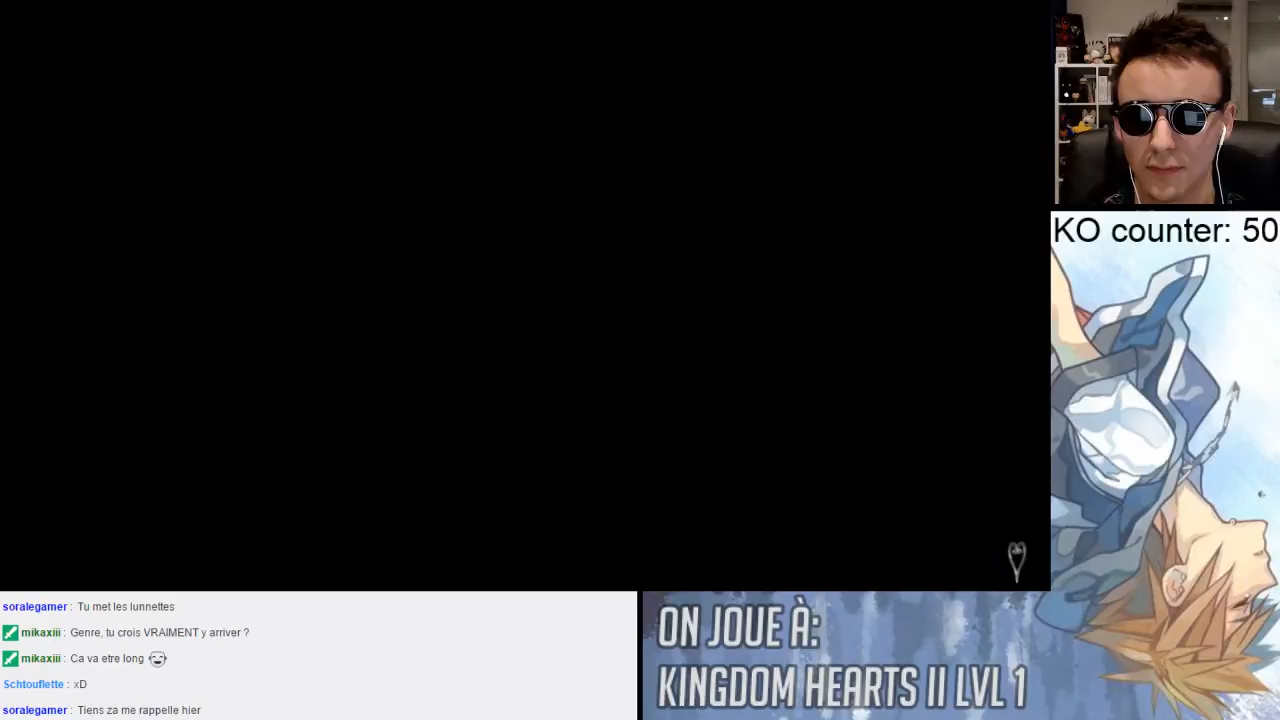 KO counter: 50
soralegamer : Tu met les lunnettes
mikaxiii : Genre, tu crois VRAIMENT y arriver ?
mikaxiii : Ca va etre long
Schtouflette : xD
soralegamer : Tiens za me rappelle hier
ON JOUE À:
KINGDOM HEARTS II LVL 1